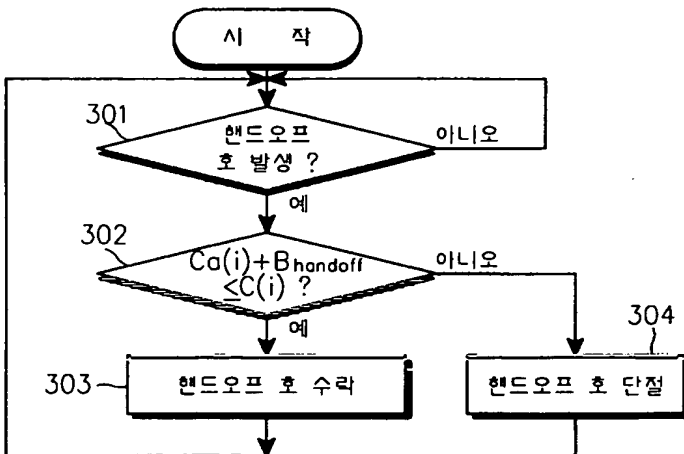 시 작
301
핸드오프
호 발생 ?
아니오
예
302
Ca(i)+Bhandoff
≤C(i) ?
아니오
예
304
303
핸드오프 호 수락
핸드오프 호 단절